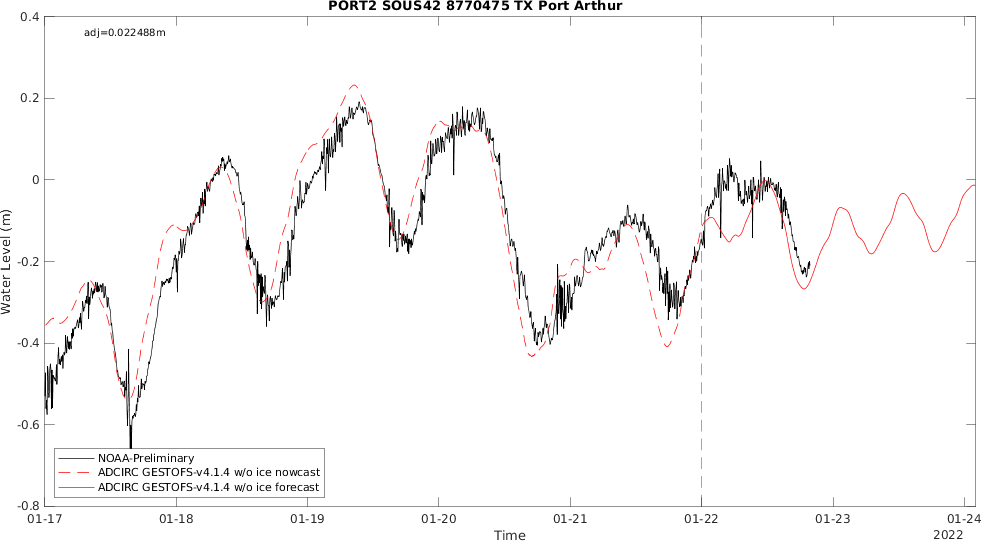 PORT2 SOUS42 8770475 TX Port Arthur
adj=0.022488m
0.4
0.2
0
-0.2
-0.4
-0.6
-0.8
Water Level (m)
NOAA-Preliminary
ADCIRC GESTOFS-v4.1.4 w/o ice nowcast
ADCIRC GESTOFS-v4.1.4 w/o ice forecast
01-17 01-18 01-19 01-20 01-21 01-22 01-23 01-24
Time
2022